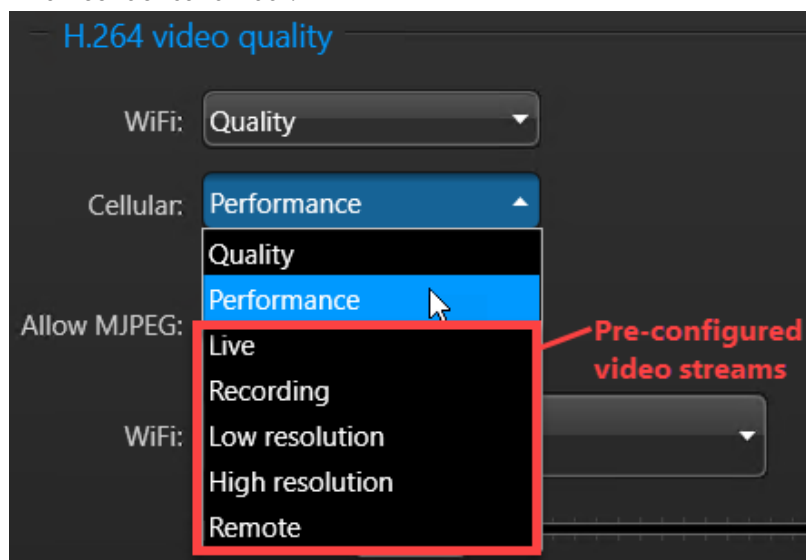 H.264 video quality
WiFi: Quality
Cellular: Performance
Quality
Performance
Allow MJPEG:
Live
Pre-configured
video streams
Recording
WiFi: Low resolution
High resolution
Remote